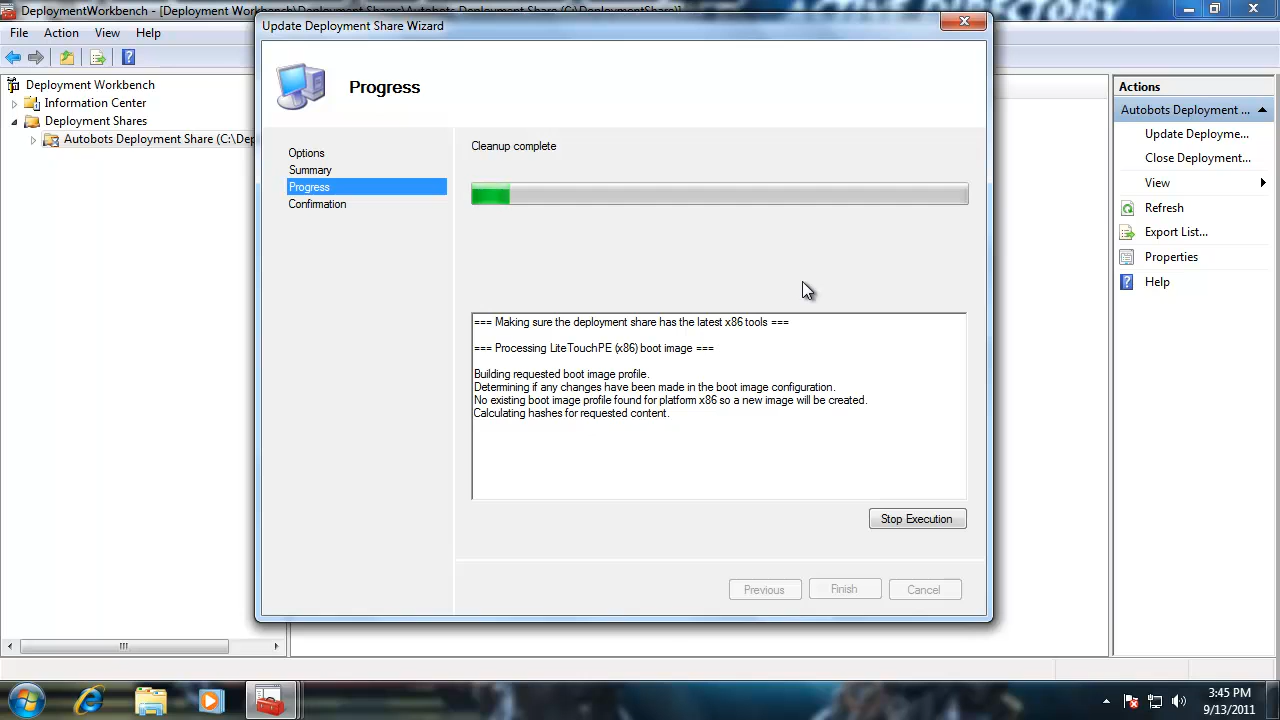 DeploymentWorkbench - [Deployment Workbench\Deployment Shares\Autobots Deployment Share (C:\DeploymentShare)]
DIRECTORY
Update Deployment Share Wizard
File Action View Help
Progress
Deployment Workbench
Information Center
Deployment Shares
Autobots Deployment Share (C:\Dep
Options
Summary
Progress
Confirmation
Cleanup complete
=== Making sure the deployment share has the latest x86 tools ===
=== Processing LiteTouchPE (x86) boot image ===
Building requested boot image profile.
Determining if any changes have been made in the boot image configuration.
No existing boot image profile found for platform x86 so a new image will be created.
Calculating hashes for requested content.
Stop Execution
Previous Finish Cancel
Actions
Autobots Deployment ...
Update Deployme...
Close Deployment...
View
Refresh
Export List...
Properties
Help
3:45 PM
9/13/2011